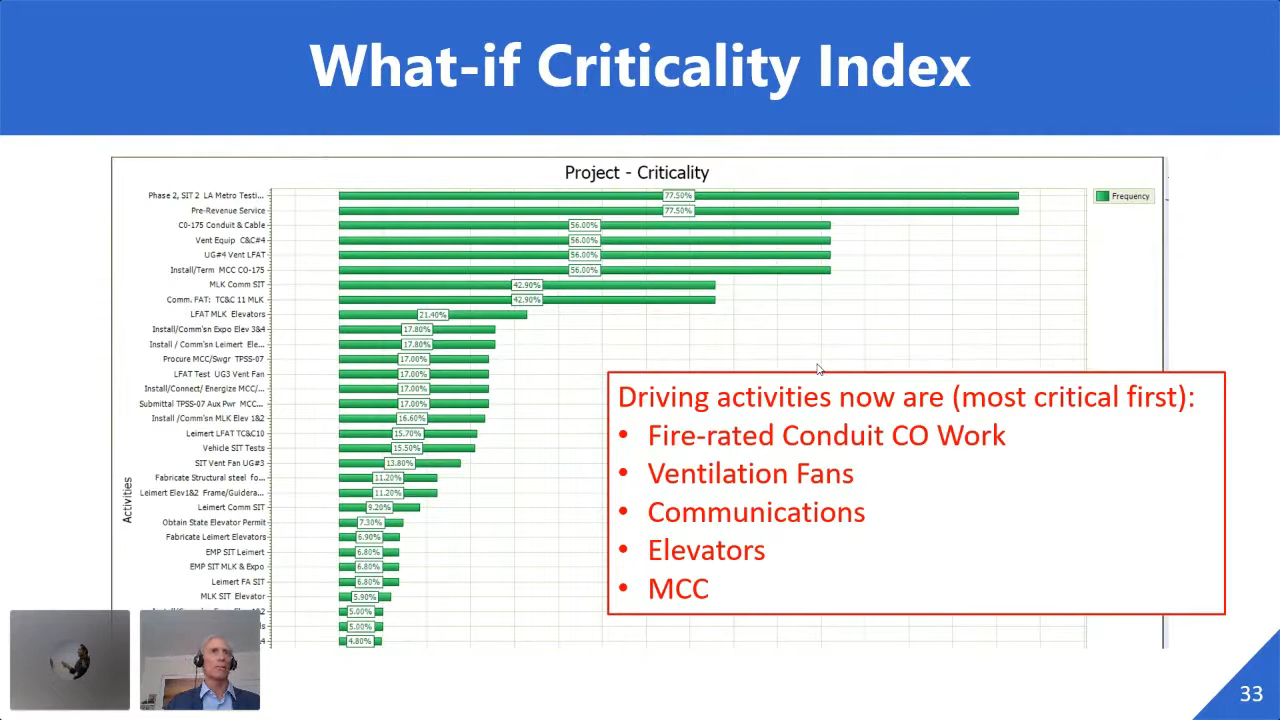 What-if Criticality Index
Project - Criticality
Frequency
Activities
Phase 2, SIT 2 LA Metro Testi... 77.50%
Pre-Revenue Service 77.50%
C0-175 Conduit & Cable 56.00%
Vent Equip C&C#4 56.00%
UG#4 Vent LFAT 56.00%
Install/Term MCC CO-175 56.00%
MLK Comm SIT 42.90%
Comm. FAT: TC&C 11 MLK 42.90%
LFAT MLK Elevators 21.40%
Install/Comm'sn Expo Elev 3&4 17.80%
Install / Comm'sn Leimert Ele... 17.80%
Procure MCC/Swgr TPSS-07 17.00%
LFAT Test UG3 Vent Fan 17.00%
Install/Connect/ Energize MCC/... 17.00%
Submittal TPSS-07 Aux Pwr MCC... 17.00%
Install /Comm'sn MLK Elev 1&2 16.60%
Leimert LFAT TC&C10 15.70%
Vehicle SIT Tests 15.50%
SIT Vent Fan UG#3 13.80%
Fabricate Structural steel fo... 11.20%
Leimert Elev1&2 Frame/Guidera... 11.20%
Leimert Comm SIT 9.20%
Obtain State Elevator Permit 7.30%
Fabricate Leimert Elevators 6.90%
EMP SIT Leimert 6.80%
EMP SIT MLK & Expo 6.80%
Leimert FA SIT 6.80%
MLK SIT Elevator 5.90%
5.00%
5.00%
4.80%
Driving activities now are (most critical first):
• Fire-rated Conduit CO Work
• Ventilation Fans
• Communications
• Elevators
• MCC
33